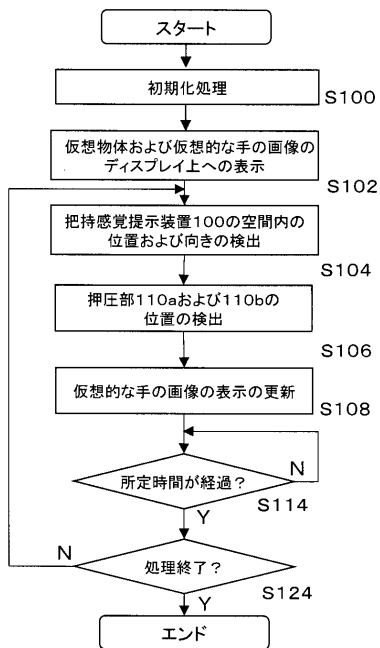 スタート
初期化処理
S100
仮想物体および仮想的な手の画像の
ディスプレイ上への表示
S102
把持感覚提示装置100の空間内の
位置および向きの検出
S104
押圧部110aおよび110bの
位置の検出
S106
仮想的な手の画像の表示の更新
S108
所定時間が経過?
N
S114
Y
N
処理終了?
S124
Y
エンド